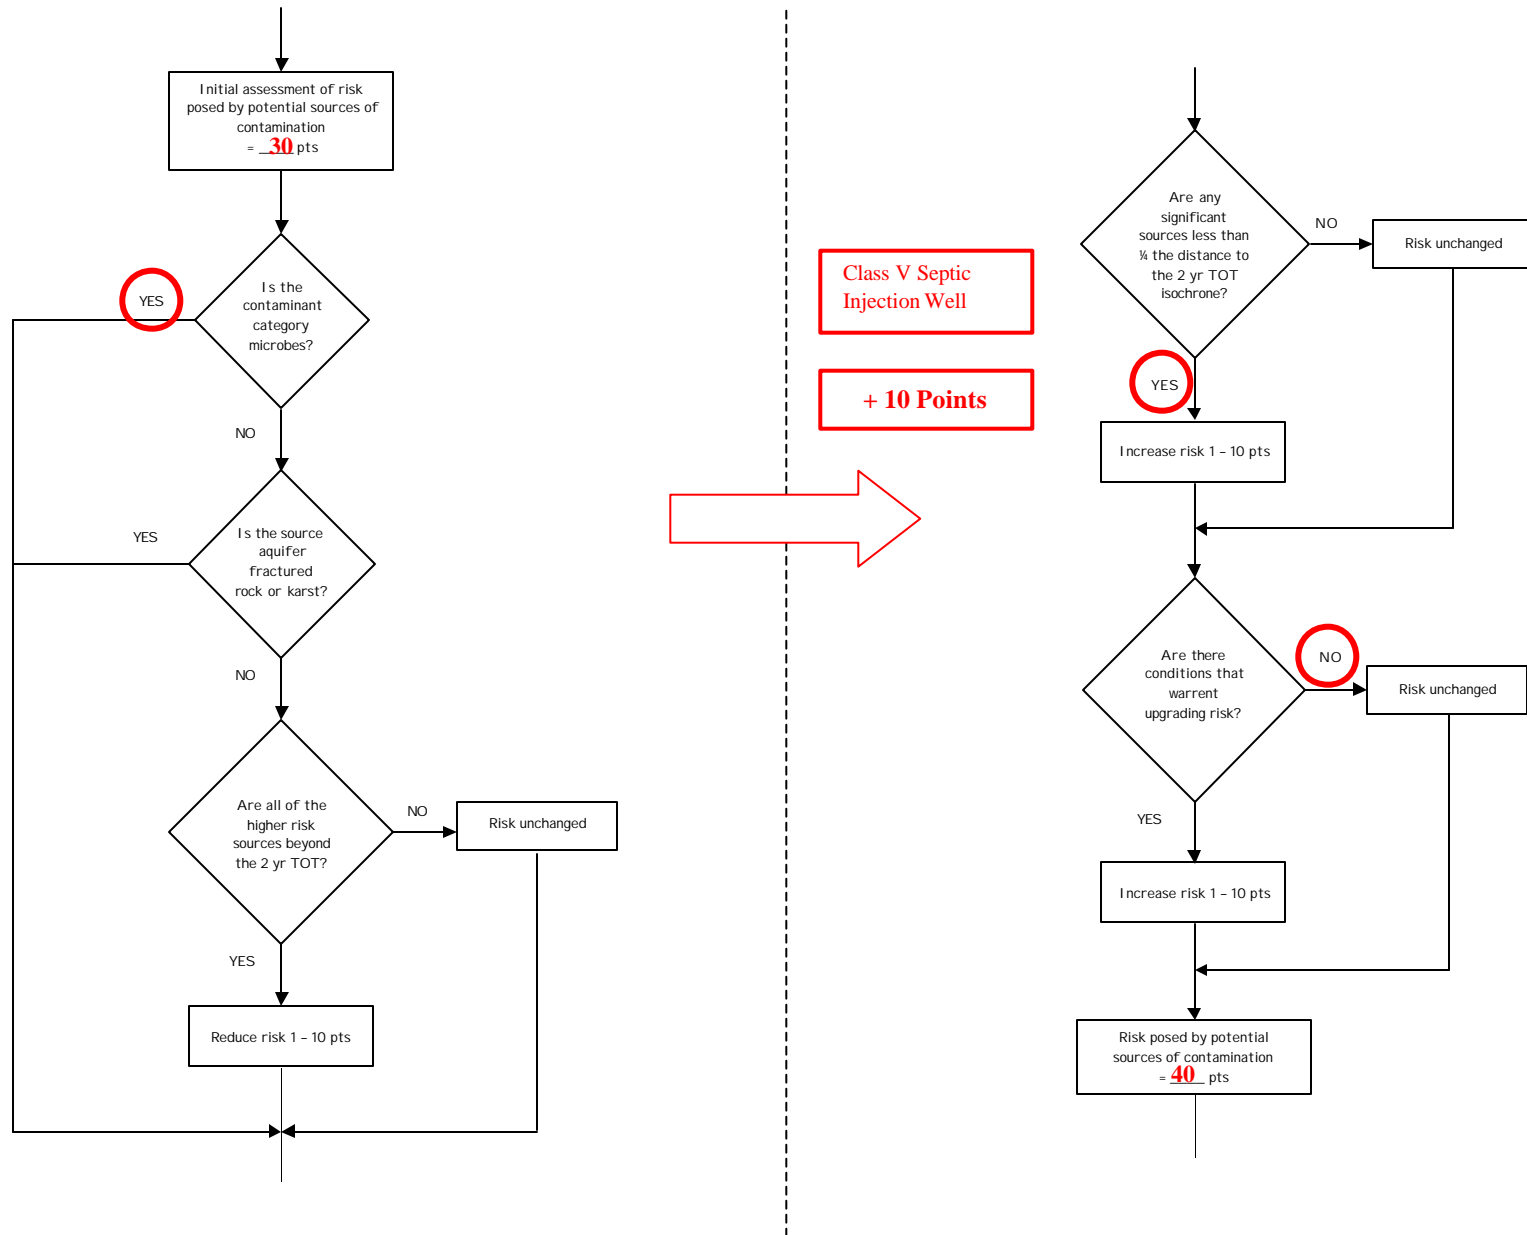 Initial assessment of risk
posed by potential sources of
contamination
= 30 pts
Is the
contaminant
category
microbes?
YES
NO
Is the source
aquifer
fractured
rock or karst?
YES
NO
Are all of the
higher risk
sources beyond
the 2 yr TOT?
NO
Risk unchanged
YES
Reduce risk 1 – 10 pts
Class V Septic
Injection Well
+ 10 Points
Are any
significant
sources less than
¼ the distance to
the 2 yr TOT
isochrone?
NO
Risk unchanged
YES
Increase risk 1 – 10 pts
Are there
conditions that
warrent
upgrading risk?
NO
Risk unchanged
YES
Increase risk 1 – 10 pts
Risk posed by potential
sources of contamination
= 40 pts